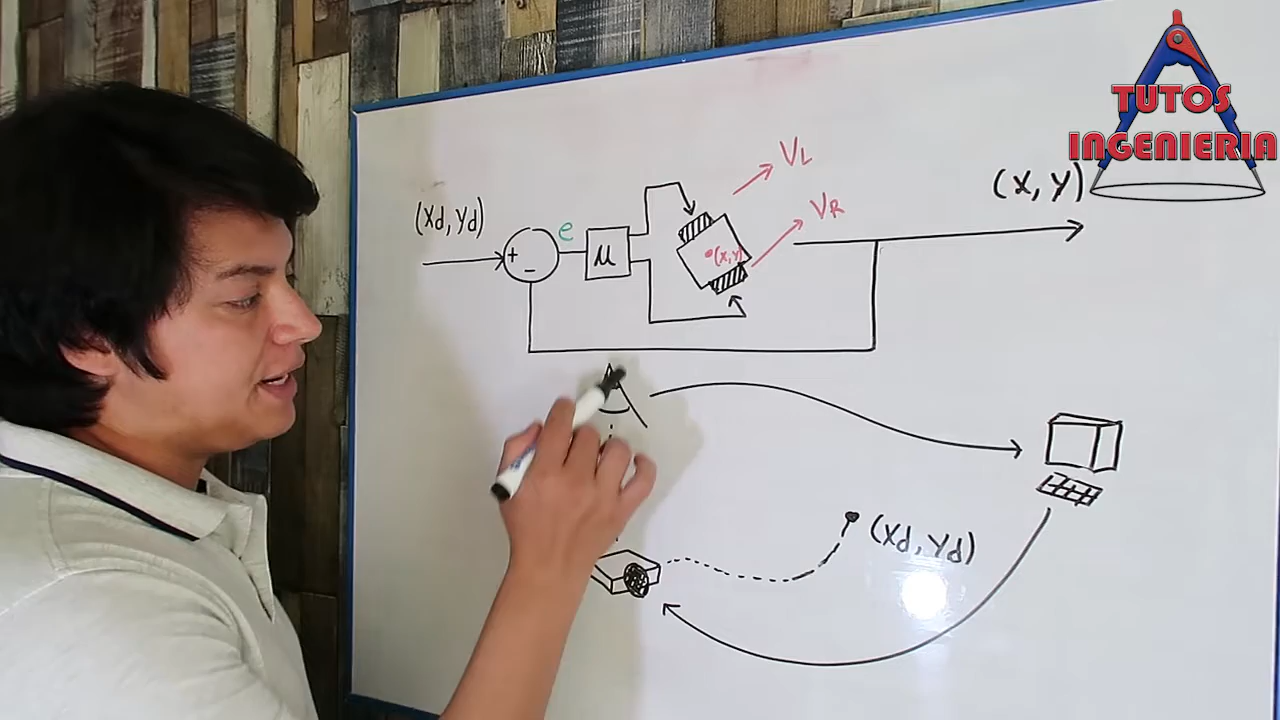 TUTOS
INGENIERIA
VL
(X, Y)
VR
(Xd, Yd)
e
+
-
µ
(X, Y)
(Xd, Yd)